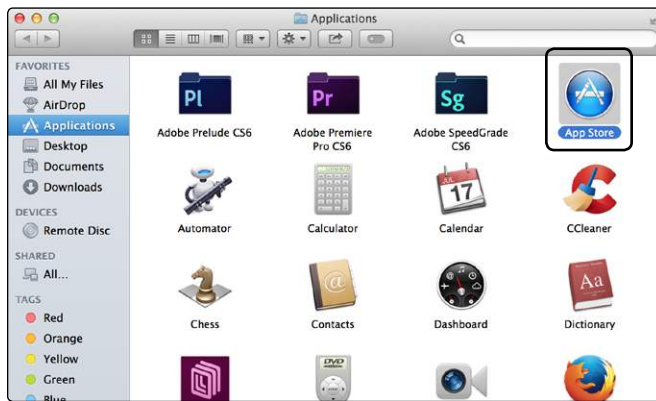 Applications
FAVORITES
All My Files
AirDrop
Applications
Desktop
Documents
Downloads
DEVICES
Remote Disc
SHARED
All...
TAGS
Red
Orange
Yellow
Green
Blue
Pl
Pr
Sg
Adobe Prelude CS6
Adobe Premiere
Pro CS6
Adobe SpeedGrade
CS6
App Store
JUL
17
Automator
Calculator
Calendar
CCleaner
@
Aa
Chess
Contacts
Dashboard
Dictionary
DVD